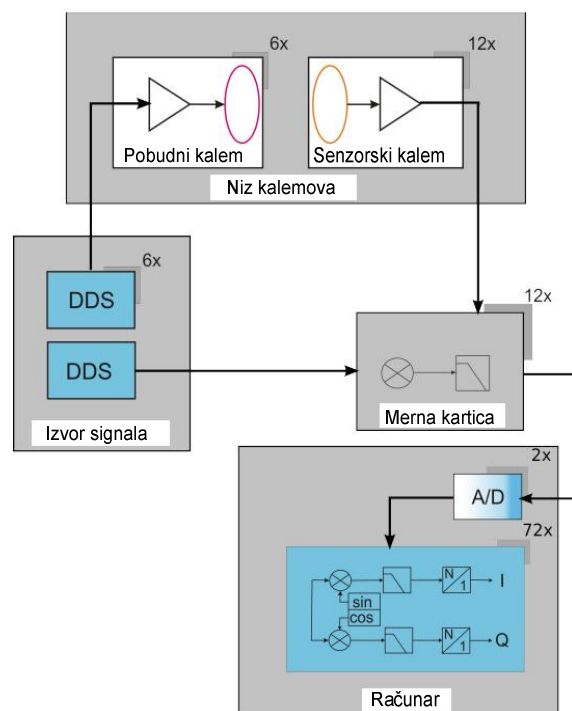 6x
12x
Pobudni kalem
Senzorski kalem
Niz kalemova
6x
DDS
DDS
Izvor signala
12x
Merna kartica
2x
A/D
72x
N/1
I
sin
cos
N/1
Q
Računar